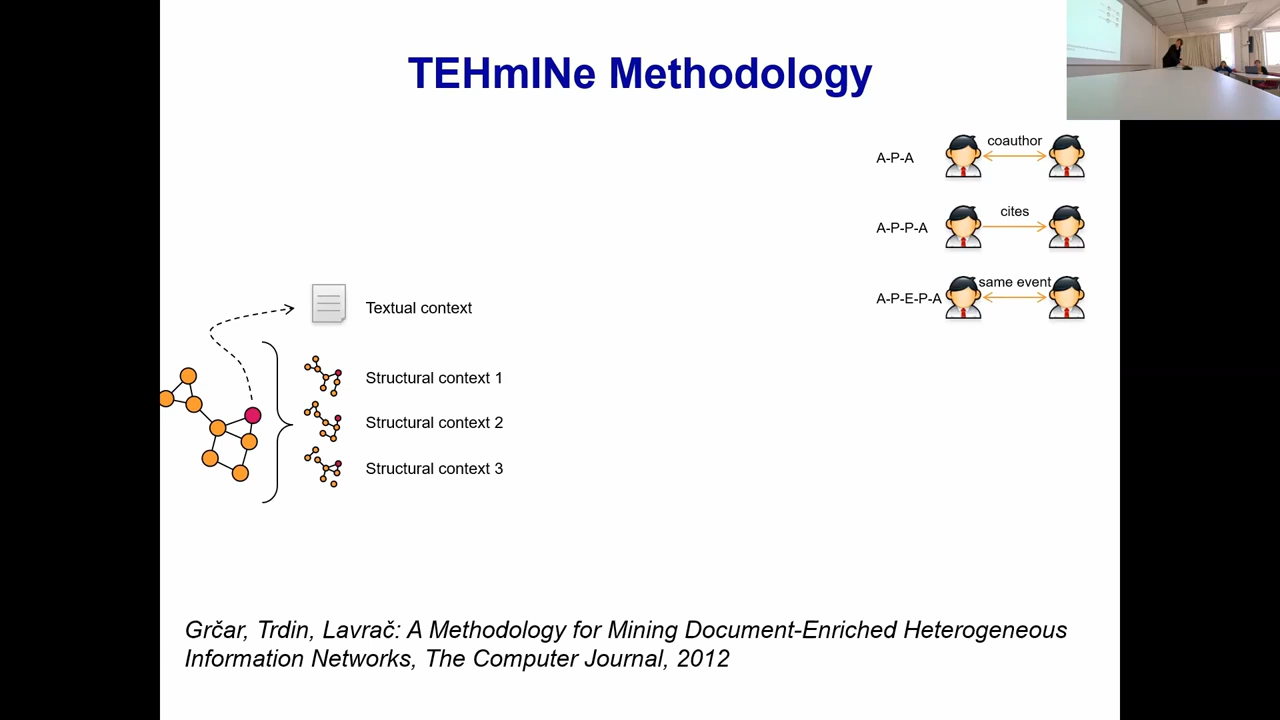 TEHmINe Methodology
A-P-A
coauthor
A-P-P-A
cites
A-P-E-P-A
same event
Textual context
Structural context 1
Structural context 2
Structural context 3
Grčar, Trdin, Lavrač: A Methodology for Mining Document-Enriched Heterogeneous
Information Networks, The Computer Journal, 2012